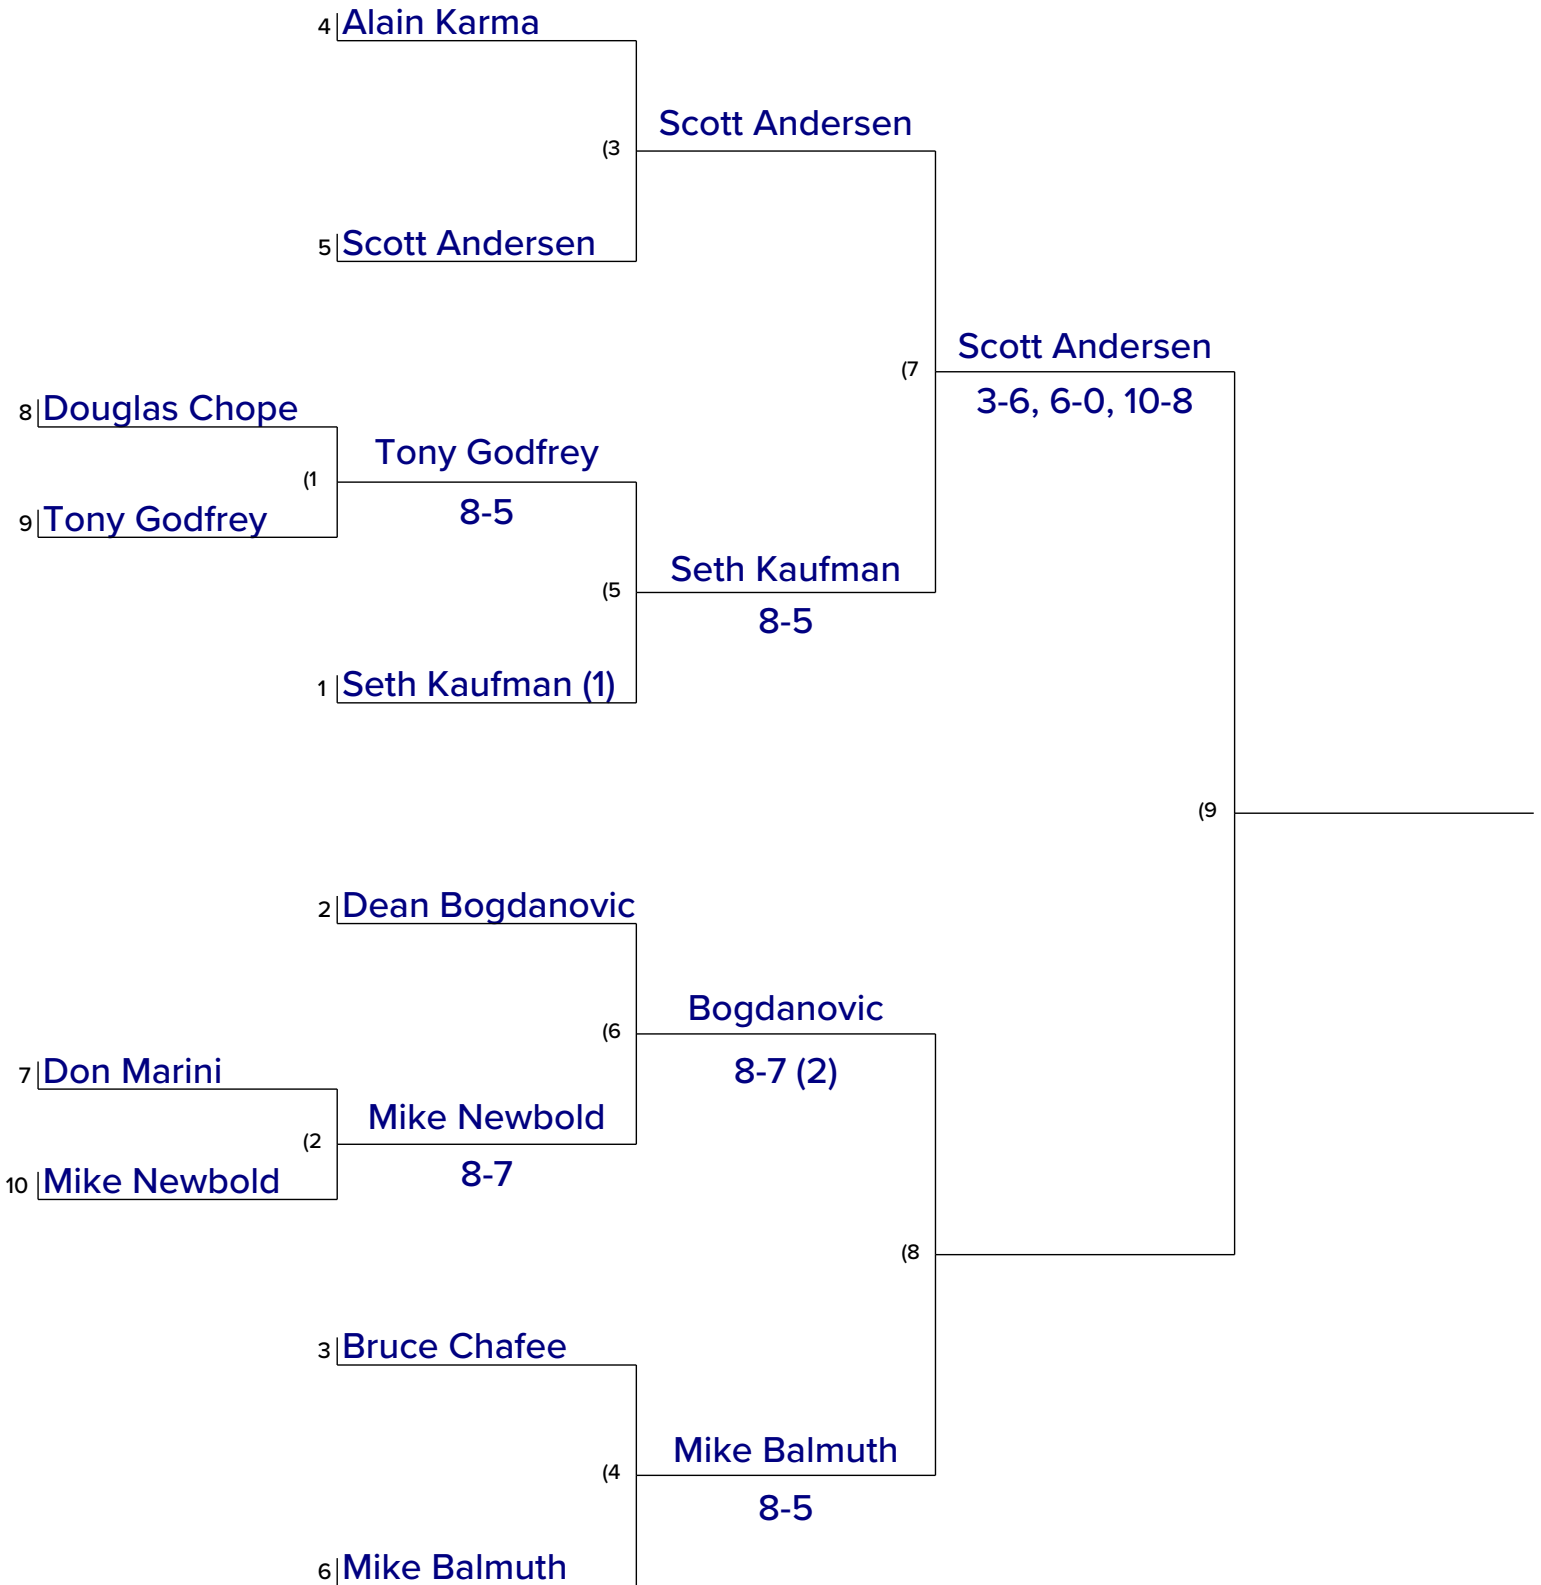 4 Alain Karma
Scott Andersen
(3
5 Scott Andersen
Scott Andersen
(7
3-6, 6-0, 10-8
8 Douglas Chope
Tony Godfrey
(1
8-5
9 Tony Godfrey
Seth Kaufman
(5
8-5
1 Seth Kaufman (1)
(9
2 Dean Bogdanovic
Bogdanovic
(6
8-7 (2)
7 Don Marini
Mike Newbold
(2
8-7
10 Mike Newbold
(8
3 Bruce Chafee
Mike Balmuth
(4
8-5
6 Mike Balmuth